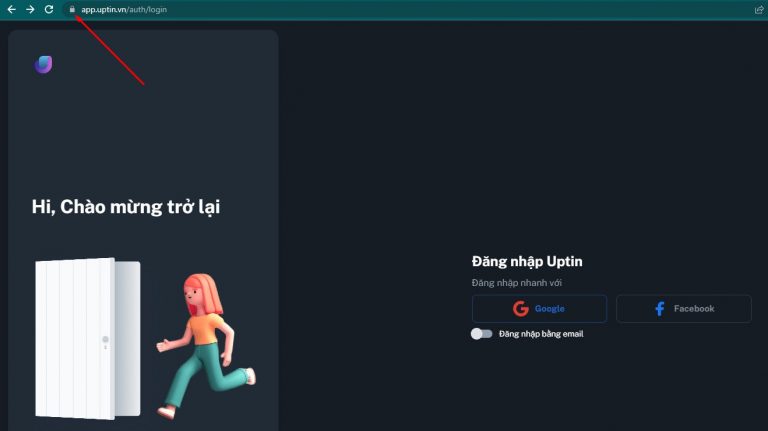 app.uptin.vn/auth/login
Hi, Chào mừng trở lại
Đăng nhập Uptin
Đăng nhập nhanh với
Google
Facebook
Đăng nhập bằng email